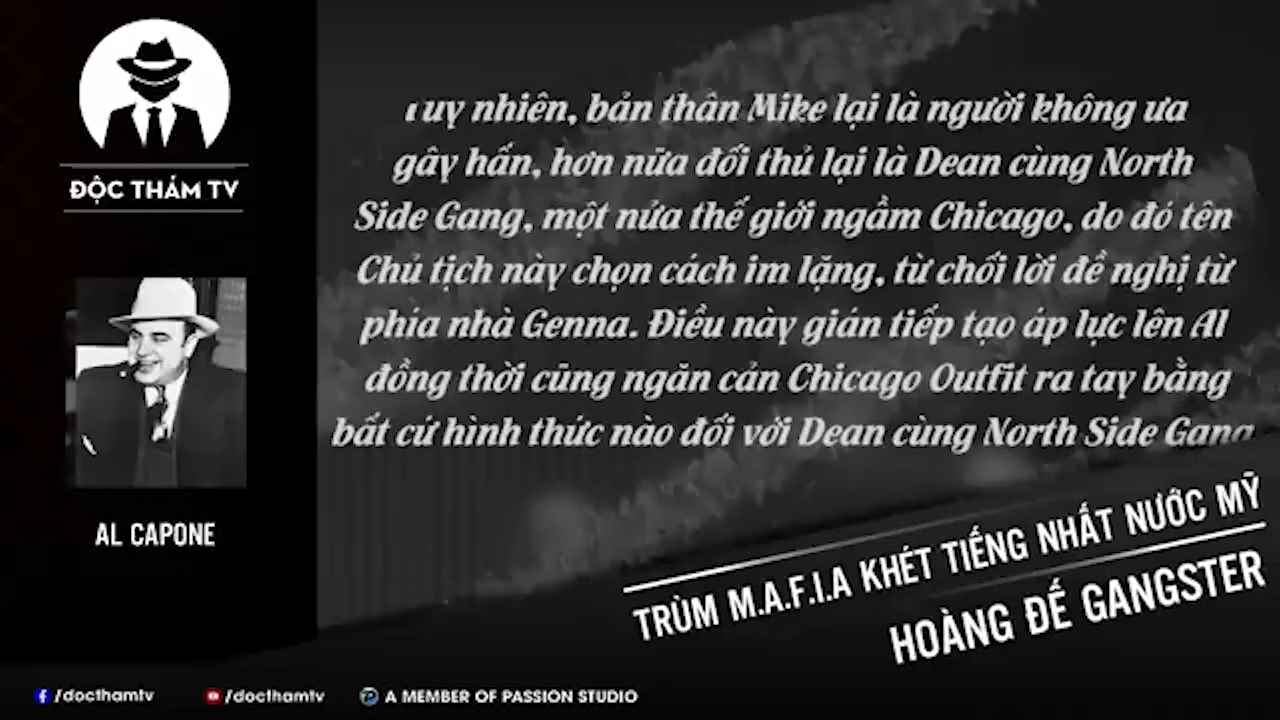 ĐỘC THÁM TV
AL CAPONE
Tuy nhiên, bản thân Mike lại là người không ưa
gây hấn, hơn nữa đối thủ lại là Dean cùng North
Side Gang, một nửa thế giới ngầm Chicago, do đó tên
Chủ tịch này chọn cách im lặng, từ chối lời đề nghị từ
phía nhà Genna. Điều này gián tiếp tạo áp lực lên Al
đồng thời cũng ngăn cản Chicago Outfit ra tay bằng
bất cứ hình thức nào đối với Dean cùng North Side Gang
TRÙM M.A.F.I.A KHÉT TIẾNG NHẤT NƯỚC MỸ
HOÀNG ĐẾ GANGSTER
/docthamtv /docthamtv A MEMBER OF PASSION STUDIO